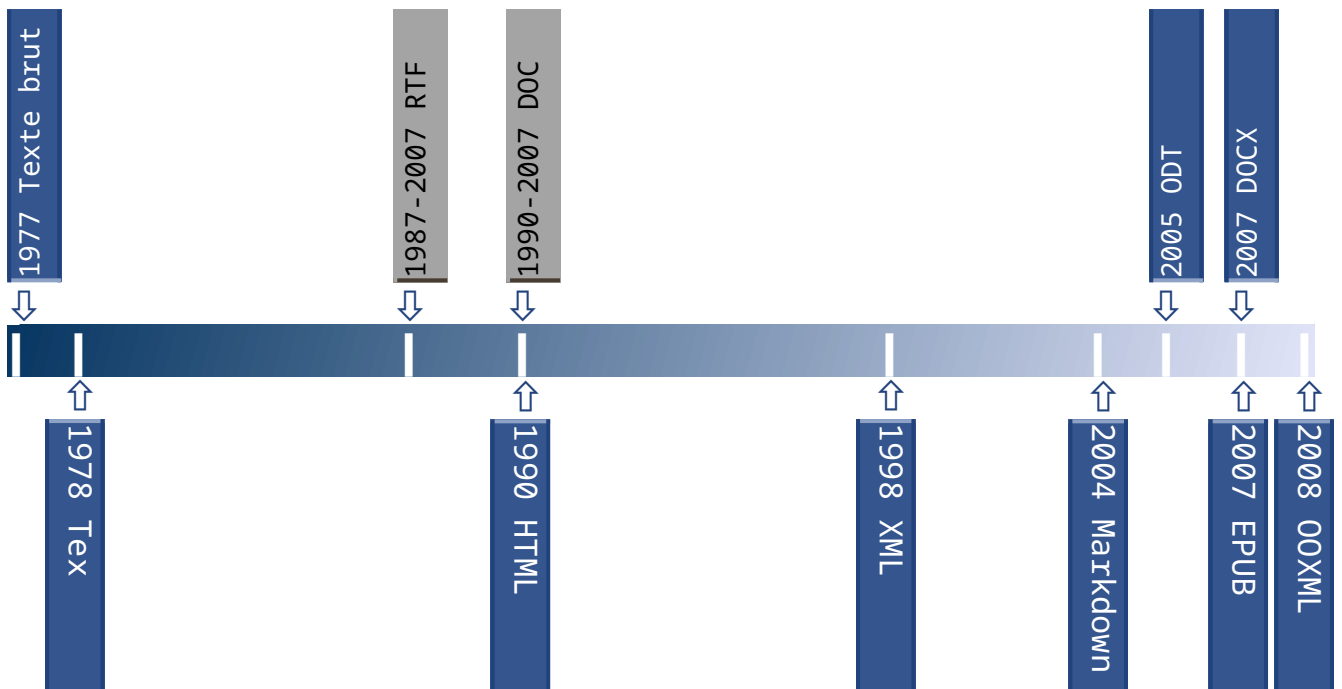 1977 Texte brut
1987-2007 RTF
1990-2007 DOC
2005 ODT
2007 DOCX
1978 Tex
1990 HTML
1998 XML
2004 Markdown
2007 EPUB
2008 OOXML